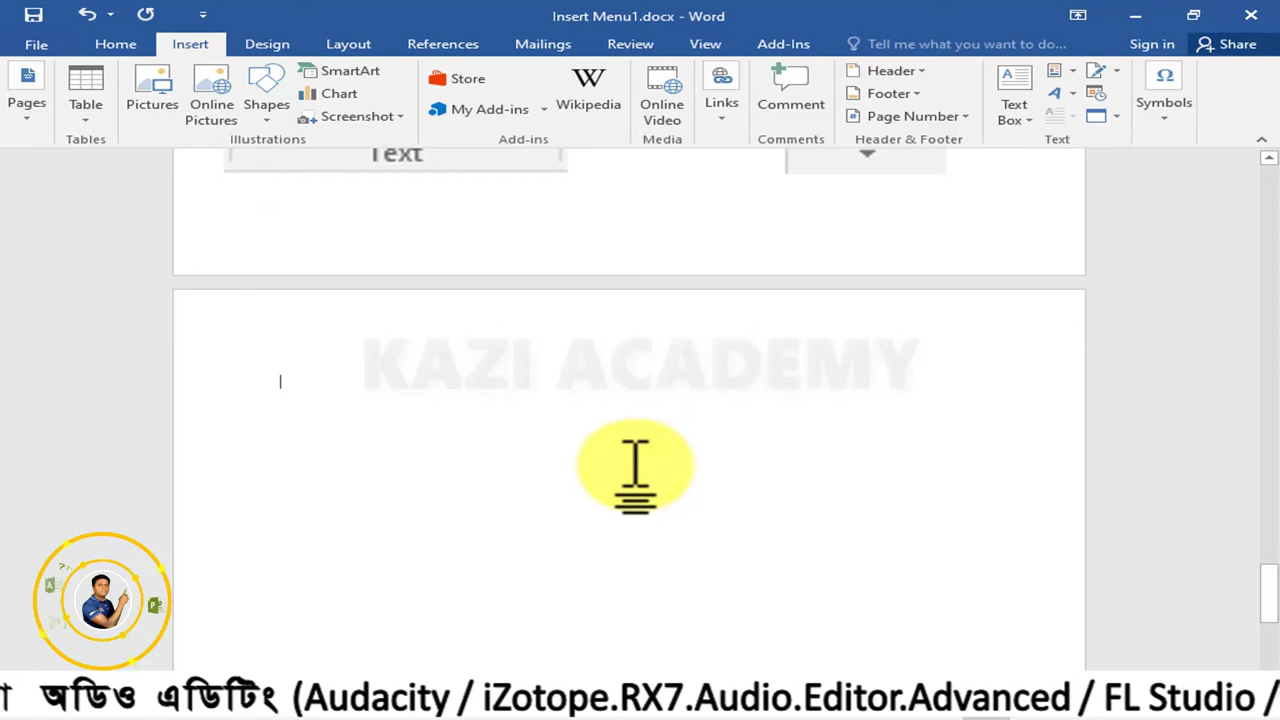 Insert Menu1.docx - Word
File Home Insert Design Layout References Mailings Review View Add-Ins Tell me what you want to do... Sign in Share
Pages
Table
Pictures
Online Pictures
Shapes
SmartArt
Chart
Screenshot
Store
My Add-ins
Wikipedia
Online Video
Links
Comment
Header
Footer
Page Number
Text Box
Symbols
Tables Illustrations Add-ins Media Comments Header & Footer Text
Text
KAZI ACADEMY
অডিও এডিটিং (Audacity / iZotope.RX7.Audio.Editor.Advanced / FL Studio /